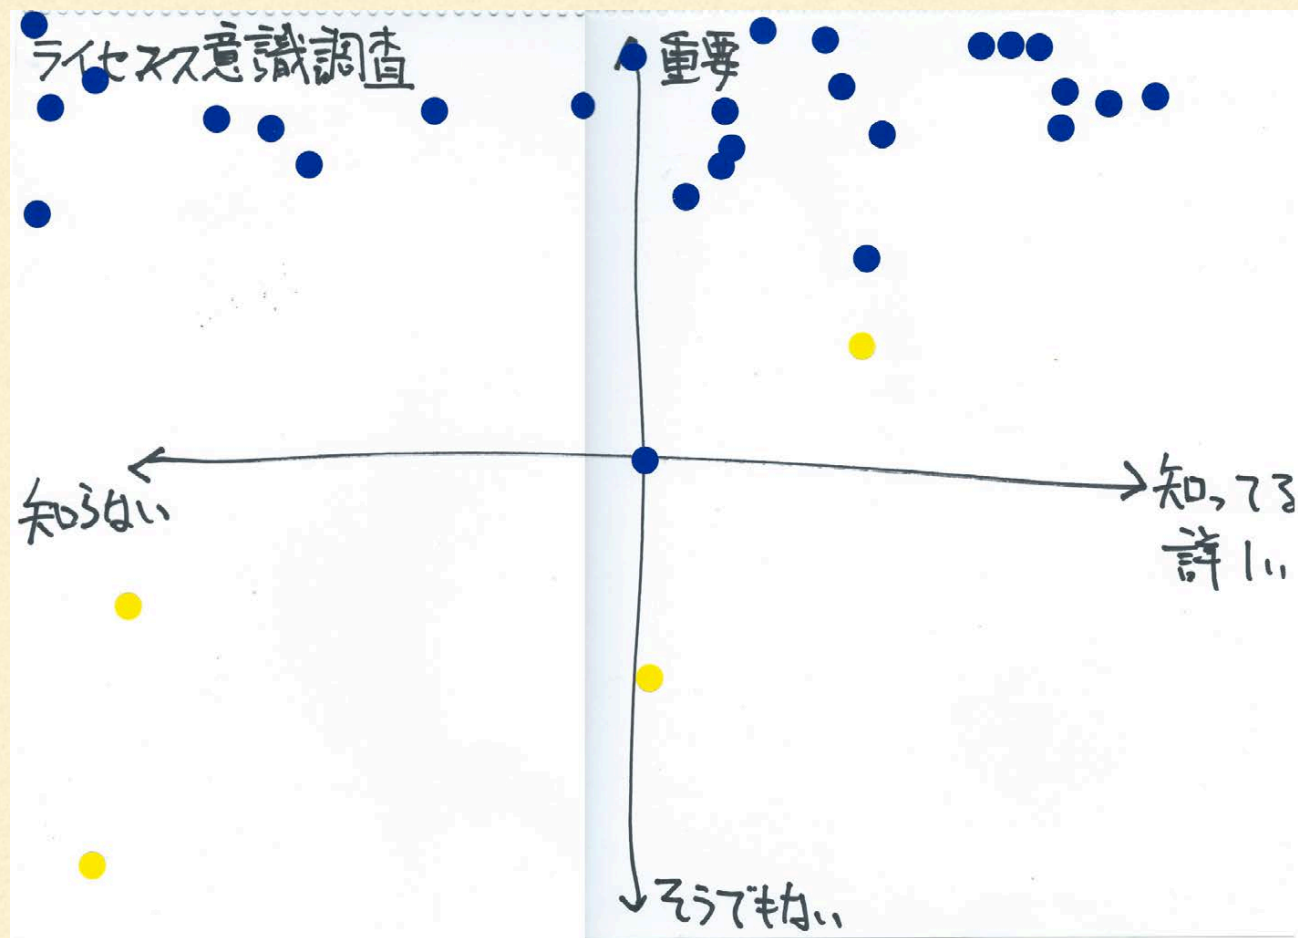 ライセンス意識調査
重要
知らない
知ってる
詳しい
そうでもない